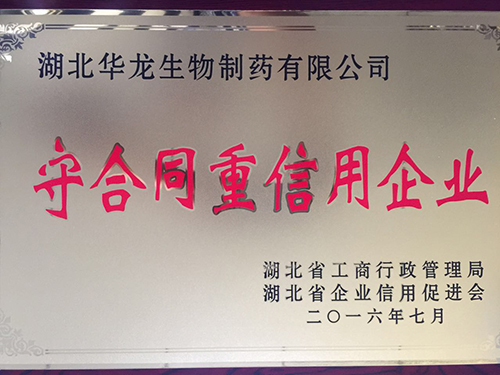 湖北华龙生物制药有限公司
守合同重信用企业
湖北省工商行政管理局
湖北省企业信用促进会
二〇一六年七月